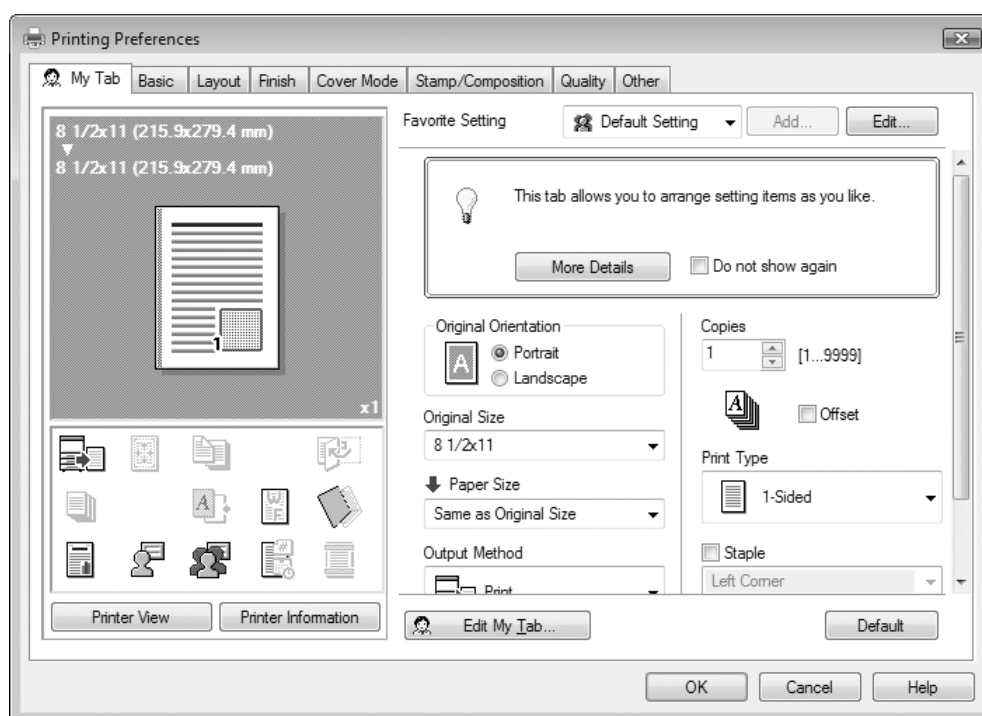 Printing Preferences
My Tab
Basic
Layout
Finish
Cover Mode
Stamp/Composition
Quality
Other
8 1/2x11 (215.9x279.4 mm)
8 1/2x11 (215.9x279.4 mm)
1
x1
Printer View
Printer Information
Favorite Setting
Default Setting
Add...
Edit...
This tab allows you to arrange setting items as you like.
More Details
Do not show again
Original Orientation
A
Portrait
Landscape
Original Size
8 1/2x11
Paper Size
Same as Original Size
Output Method
Print
Copies
1
[1...9999]
A
Offset
Print Type
1-Sided
Staple
Left Corner
Edit My Tab...
Default
OK
Cancel
Help